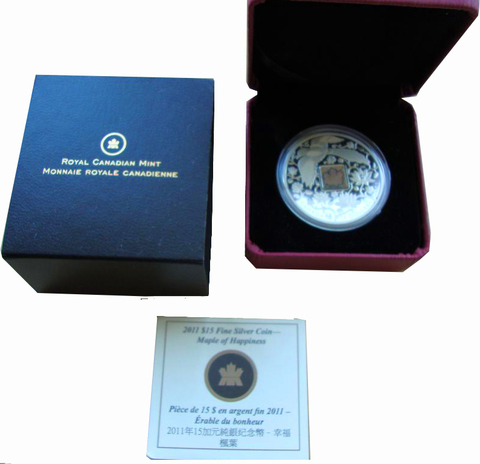 ROYAL CANADIAN MINT
MONNAIE ROYALE CANADIENNE
2011 $15 Fine Silver Coin—
Maple of Happiness
Pièce de 15 $ en argent fin 2011 –
Érable du bonheur
2011年15加元純銀紀念幣 - 幸福
楓葉